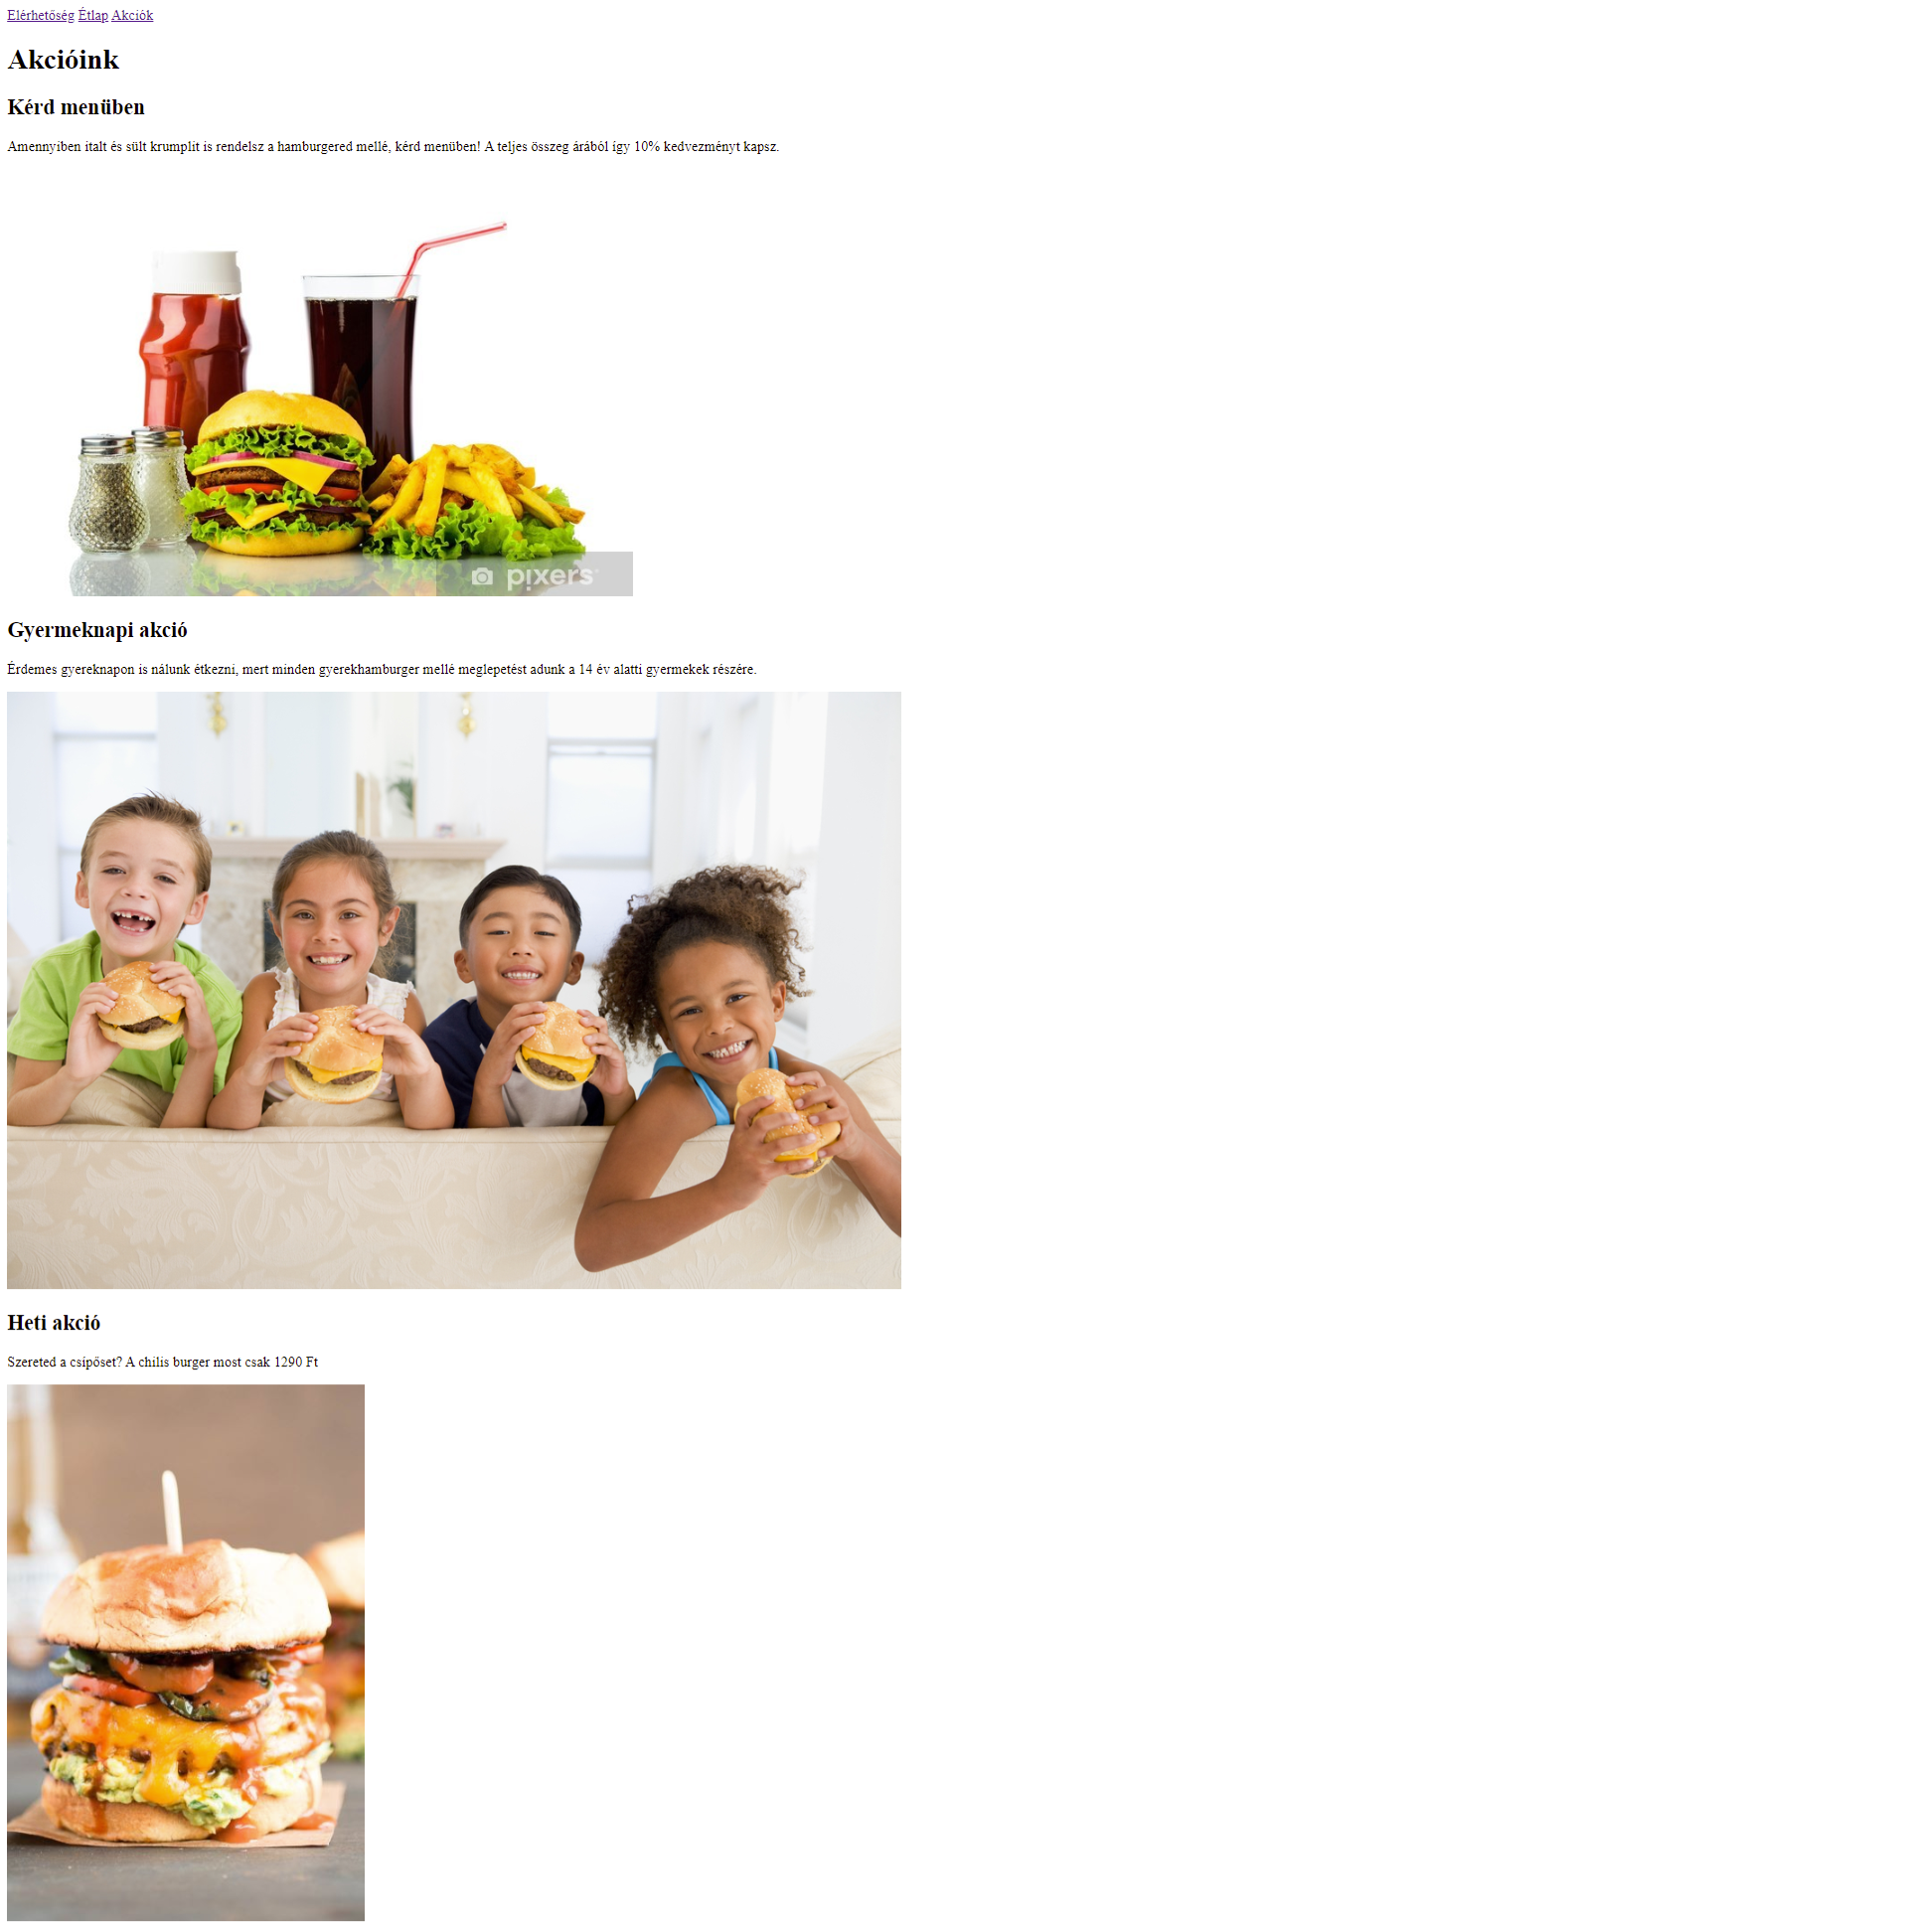 Elérhetőség Étlap Akciók
Akcióink
Kérd menüben
Amennyiben italt és sült krumplit is rendelsz a hamburgered mellé, kérd menüben! A teljes összeg árából így 10% kedvezményt kapsz.
pixers
Gyermeknapi akció
Érdemes gyereknapon is nálunk étkezni, mert minden gyerekhamburger mellé meglepetést adunk a 14 év alatti gyermekek részére.
Heti akció
Szereted a csípőset? A chilis burger most csak 1290 Ft